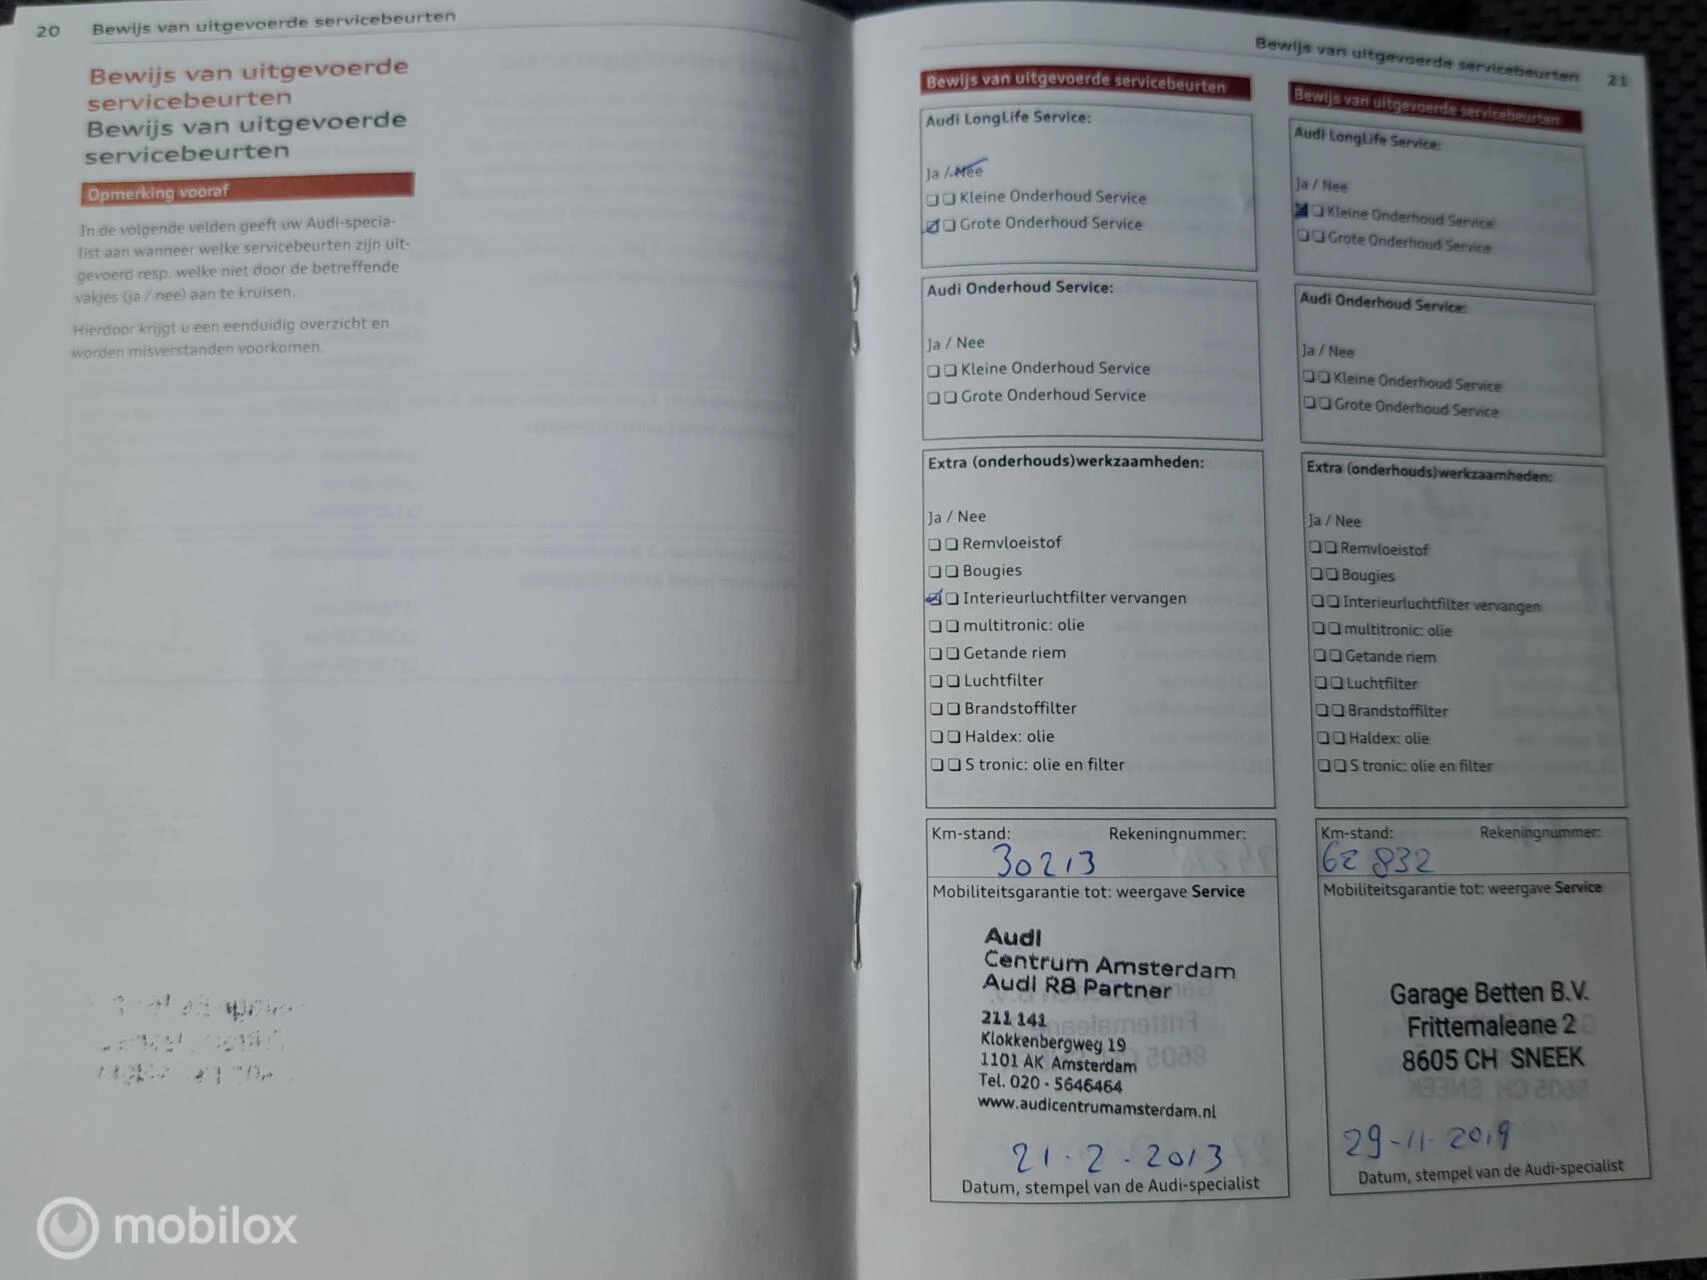 20 Bewijs van uitgevoerde servicebeurten
Bewijs van uitgevoerde
servicebeurten
Bewijs van uitgevoerde
servicebeurten
Opmerking vooraf
In de volgende velden geeft uw Audi-specia-
list aan wanneer welke servicebeurten zijn uit-
gevoerd resp. welke niet door de betreffende
vakjes (ja / nee) aan te kruisen.
Hierdoor krijgt u een eenduidig overzicht en
worden misverstanden voorkomen.
Bewijs van uitgevoerde servicebeurten 21
Bewijs van uitgevoerde servicebeurten
Audi LongLife Service:
Ja / Nee
Kleine Onderhoud Service
Grote Onderhoud Service
Audi Onderhoud Service:
Ja / Nee
Kleine Onderhoud Service
Grote Onderhoud Service
Extra (onderhouds)werkzaamheden:
Ja / Nee
Remvloeistof
Bougies
Interieurluchtfilter vervangen
multitronic: olie
Getande riem
Luchtfilter
Brandstoffilter
Haldex: olie
S tronic: olie en filter
Km-stand: Rekeningnummer:
30213
Mobiliteitsgarantie tot: weergave Service
Audi
Centrum Amsterdam
Audi R8 Partner
211 141
Klokkenbergweg 19
1101 AK Amsterdam
Tel. 020 - 5646464
www.audicentrumamsterdam.nl
21-2-2013
Datum, stempel van de Audi-specialist
Bewijs van uitgevoerde servicebeurten
Audi LongLife Service:
Ja / Nee
Kleine Onderhoud Service
Grote Onderhoud Service
Audi Onderhoud Service:
Ja / Nee
Kleine Onderhoud Service
Grote Onderhoud Service
Extra (onderhouds)werkzaamheden:
Ja / Nee
Remvloeistof
Bougies
Interieurluchtfilter vervangen
multitronic: olie
Getande riem
Luchtfilter
Brandstoffilter
Haldex: olie
S tronic: olie en filter
Km-stand: Rekeningnummer:
62 832
Mobiliteitsgarantie tot: weergave Service
Garage Betten B.V.
Frittemaleane 2
8605 CH SNEEK
29-11-2019
Datum, stempel van de Audi-specialist
mobilox